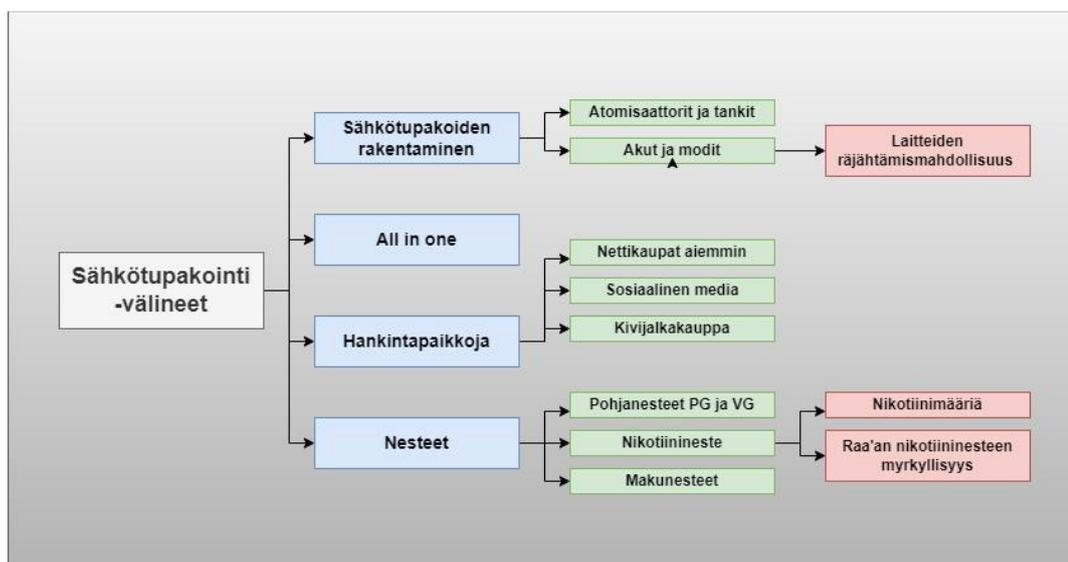 Sähkötupakointi
-välineet
Sähkötupakoiden
rakentaminen
Atomisaattorit ja tankit
Akut ja modit
Laitteiden
räjähtämismahdollisuus
All in one
Hankintapaikkoja
Nettikaupat aiemmin
Sosiaalinen media
Kivijalkakauppa
Nesteet
Pohjanesteet PG ja VG
Nikotiinineste
Nikotiinimääriä
Raa'an nikotiininesteen
myrkyllisyys
Makunesteet